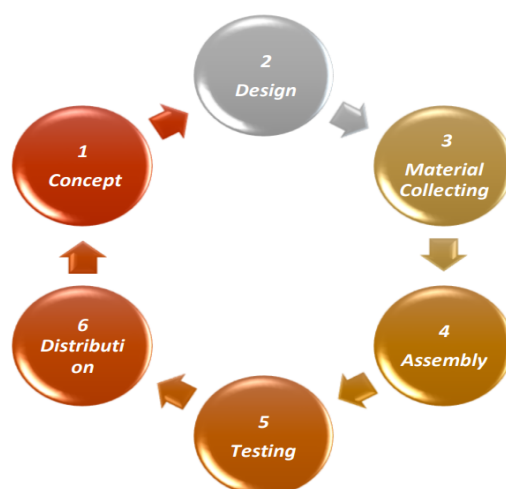 1
Concept
2
Design
3
Material
Collecting
4
Assembly
5
Testing
6
Distributi
on